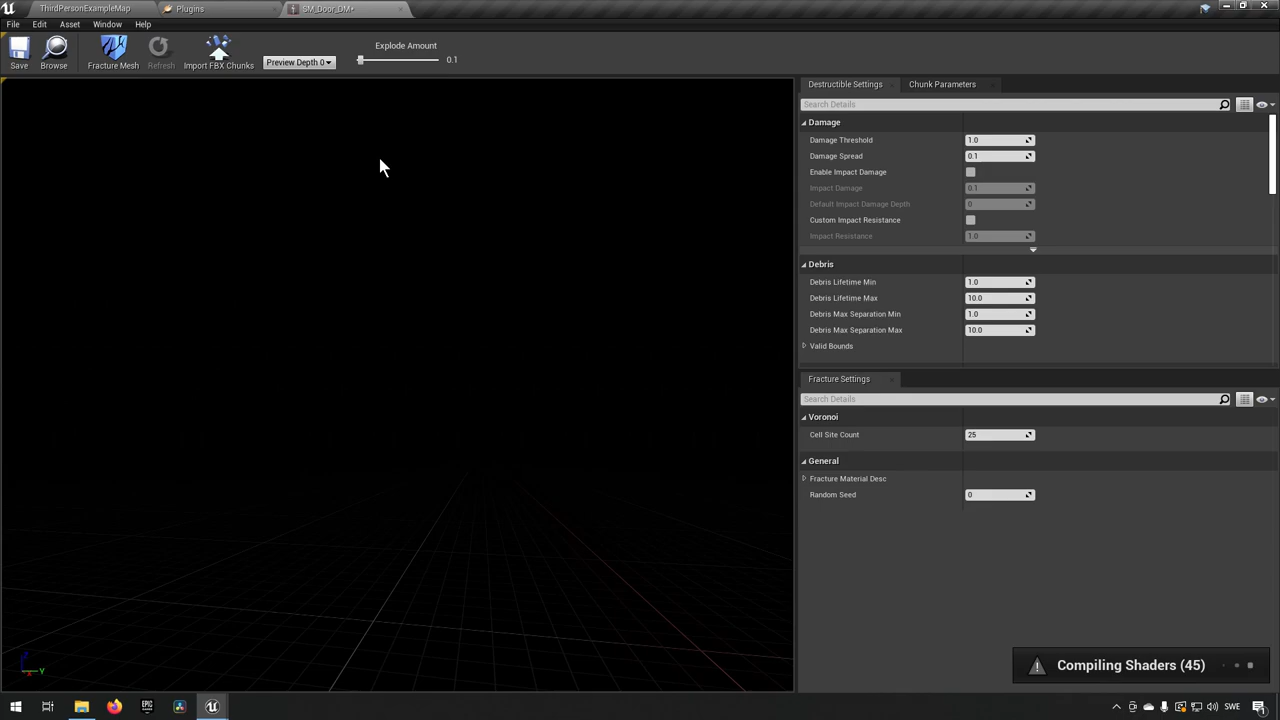 ThirdPersonExampleMap
Plugins
SM_Door_DM*
File Edit Asset Window Help
Save
Browse
Fracture Mesh
Refresh
Import FBX Chunks
Preview Depth 0
Explode Amount
0.1
Destructible Settings
Chunk Parameters
Search Details
Damage
Damage Threshold 1.0
Damage Spread 0.1
Enable Impact Damage
Impact Damage 0.1
Default Impact Damage Depth 0
Custom Impact Resistance
Impact Resistance 1.0
Debris
Debris Lifetime Min 1.0
Debris Lifetime Max 10.0
Debris Max Separation Min 1.0
Debris Max Separation Max 10.0
Valid Bounds
Fracture Settings
Search Details
Voronoi
Cell Site Count 25
General
Fracture Material Desc
Random Seed 0
Compiling Shaders (45)
Z
Y
EPIC
SWE
1